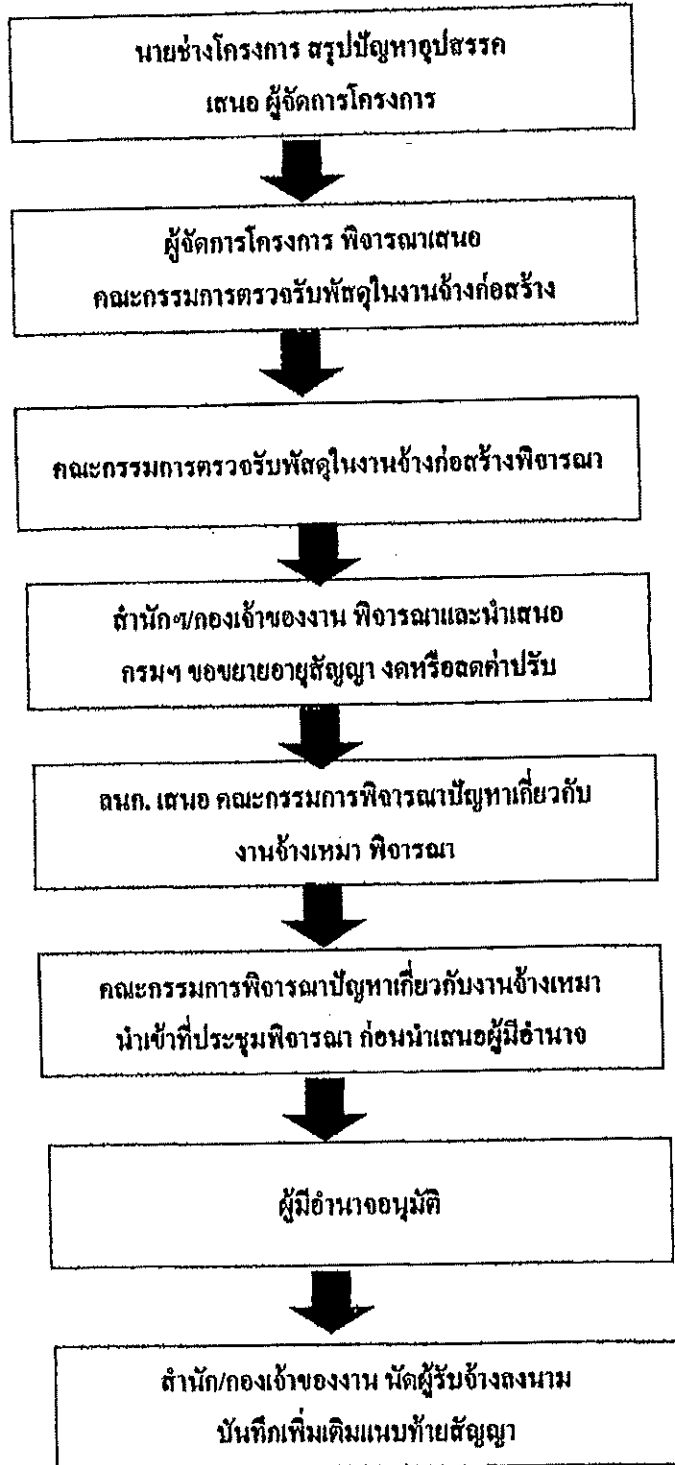 นายช่างโครงการ สรุปปัญหาอุปสรรค
เสนอ ผู้จัดการโครงการ
ผู้จัดการโครงการ พิจารณาเสนอ
คณะกรรมการตรวจรับพัสดุในงานจ้างก่อสร้าง
คณะกรรมการตรวจรับพัสดุในงานจ้างก่อสร้างพิจารณา
สำนักฯ/กองเจ้าของงาน พิจารณาและนำเสนอ
กรมฯ ขอขยายอายุสัญญา งดหรือลดค่าปรับ
ลนก. เสนอ คณะกรรมการพิจารณาปัญหาเกี่ยวกับ
งานจ้างเหมา พิจารณา
คณะกรรมการพิจารณาปัญหาเกี่ยวกับงานจ้างเหมา
นำเข้าที่ประชุมพิจารณา ก่อนนำเสนอผู้มีอำนาจ
ผู้มีอำนาจอนุมัติ
สำนัก/กองเจ้าของงาน นัดผู้รับจ้างลงนาม
บันทึกเพิ่มเติมแนบท้ายสัญญา